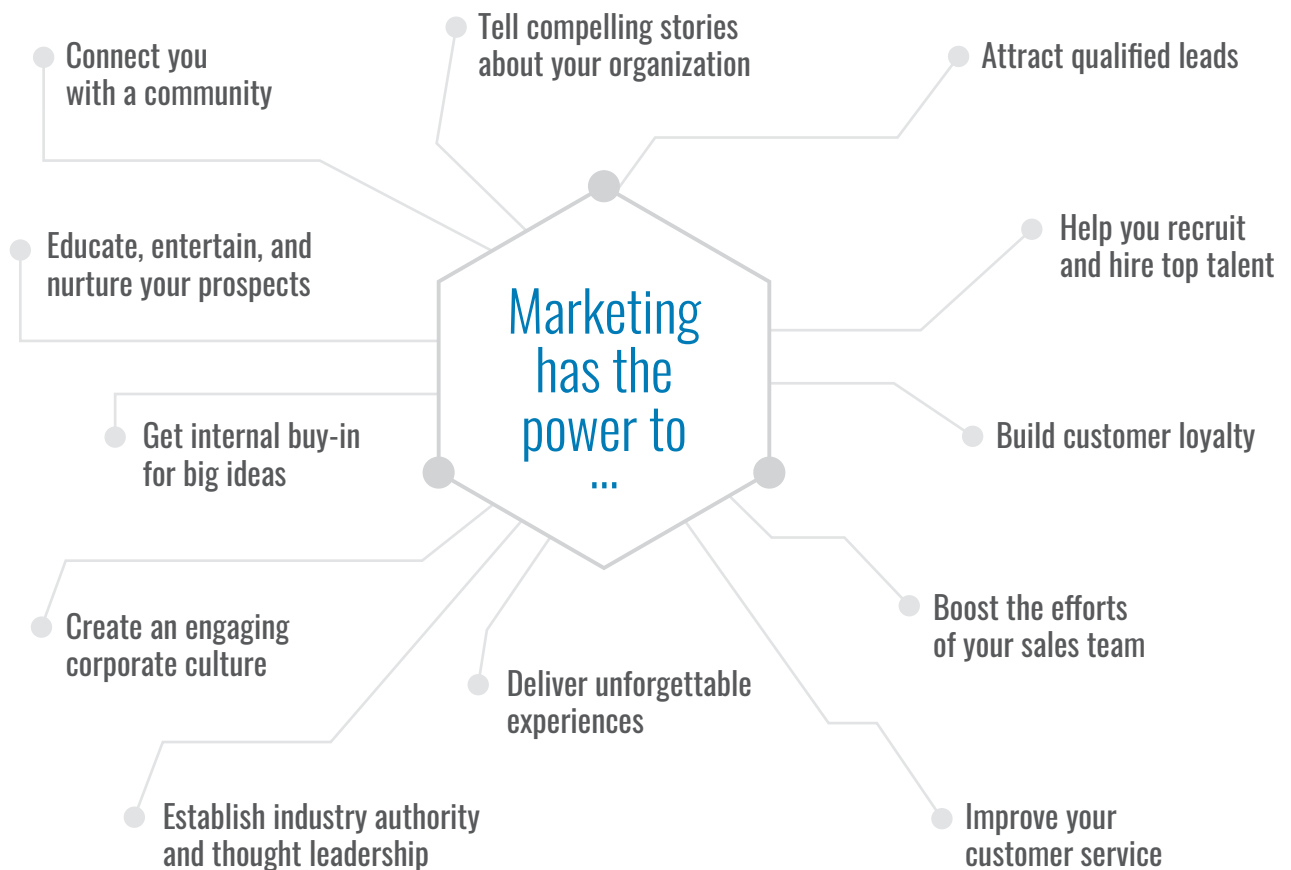 Tell compelling stories
about your organization
Connect you
with a community
Attract qualified leads
Help you recruit
and hire top talent
Educate, entertain, and
nurture your prospects
Marketing
has the
power to
...
Get internal buy-in
for big ideas
Build customer loyalty
Boost the efforts
of your sales team
Create an engaging
corporate culture
Deliver unforgettable
experiences
Establish industry authority
and thought leadership
Improve your
customer service